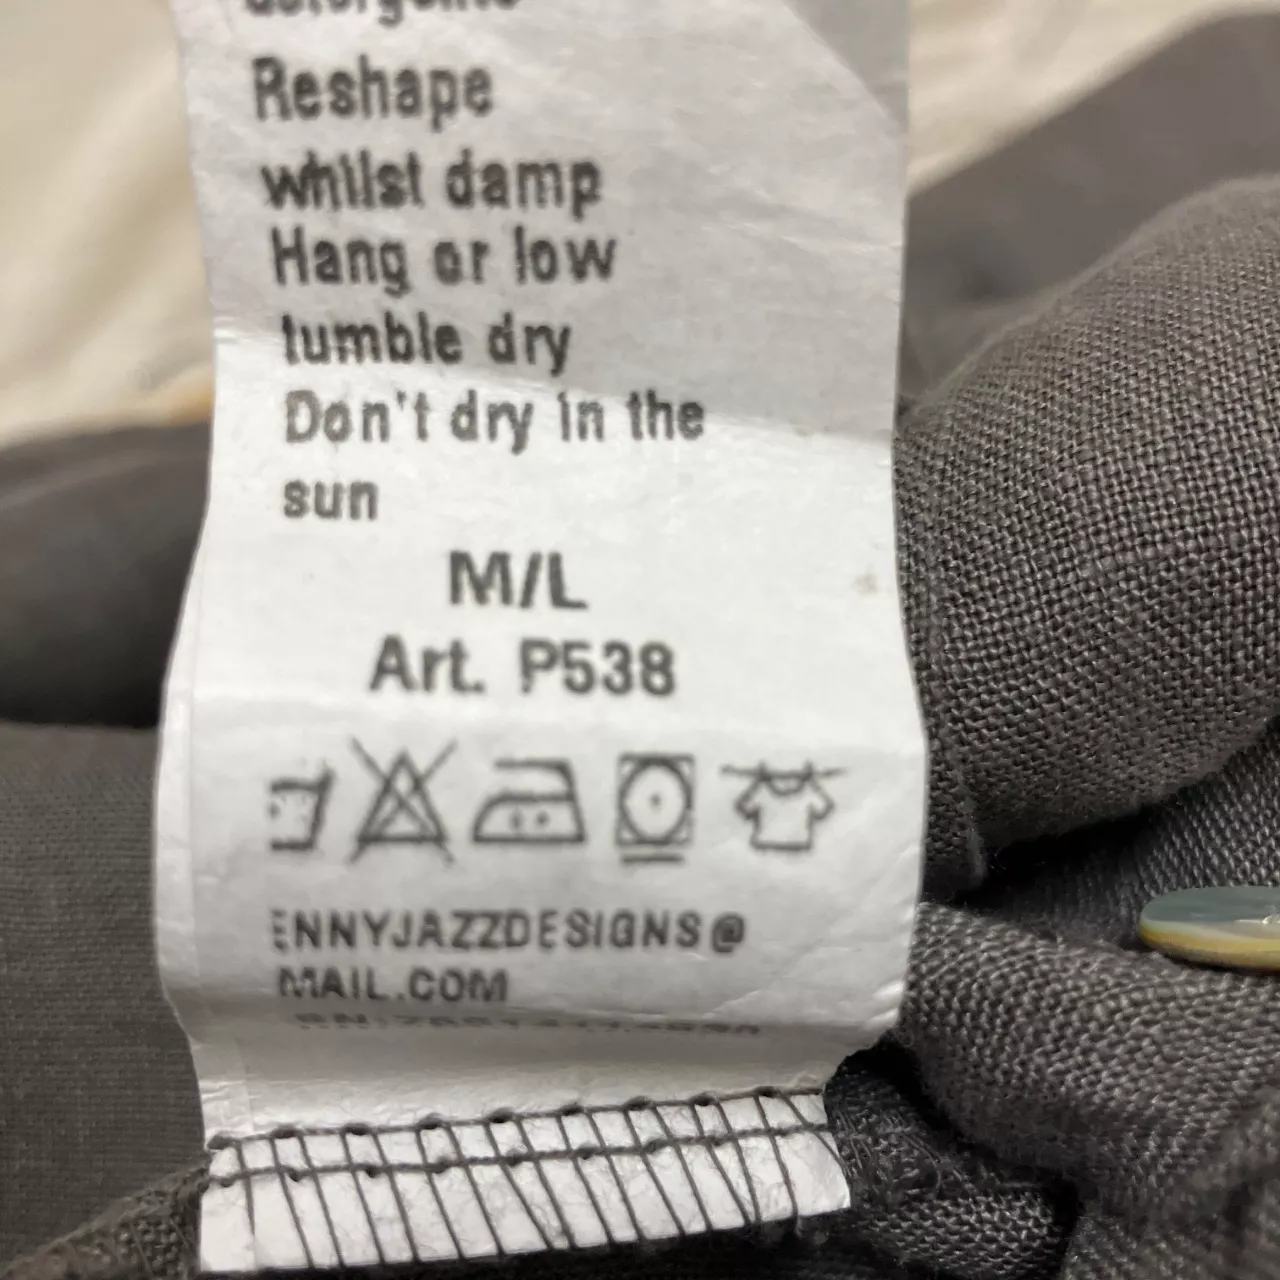 Reshape
whilst damp
Hang or low
tumble dry
Don't dry in the
sun
M/L
Art. P538
ENNYJAZZDESIGNS@
MAIL.COM